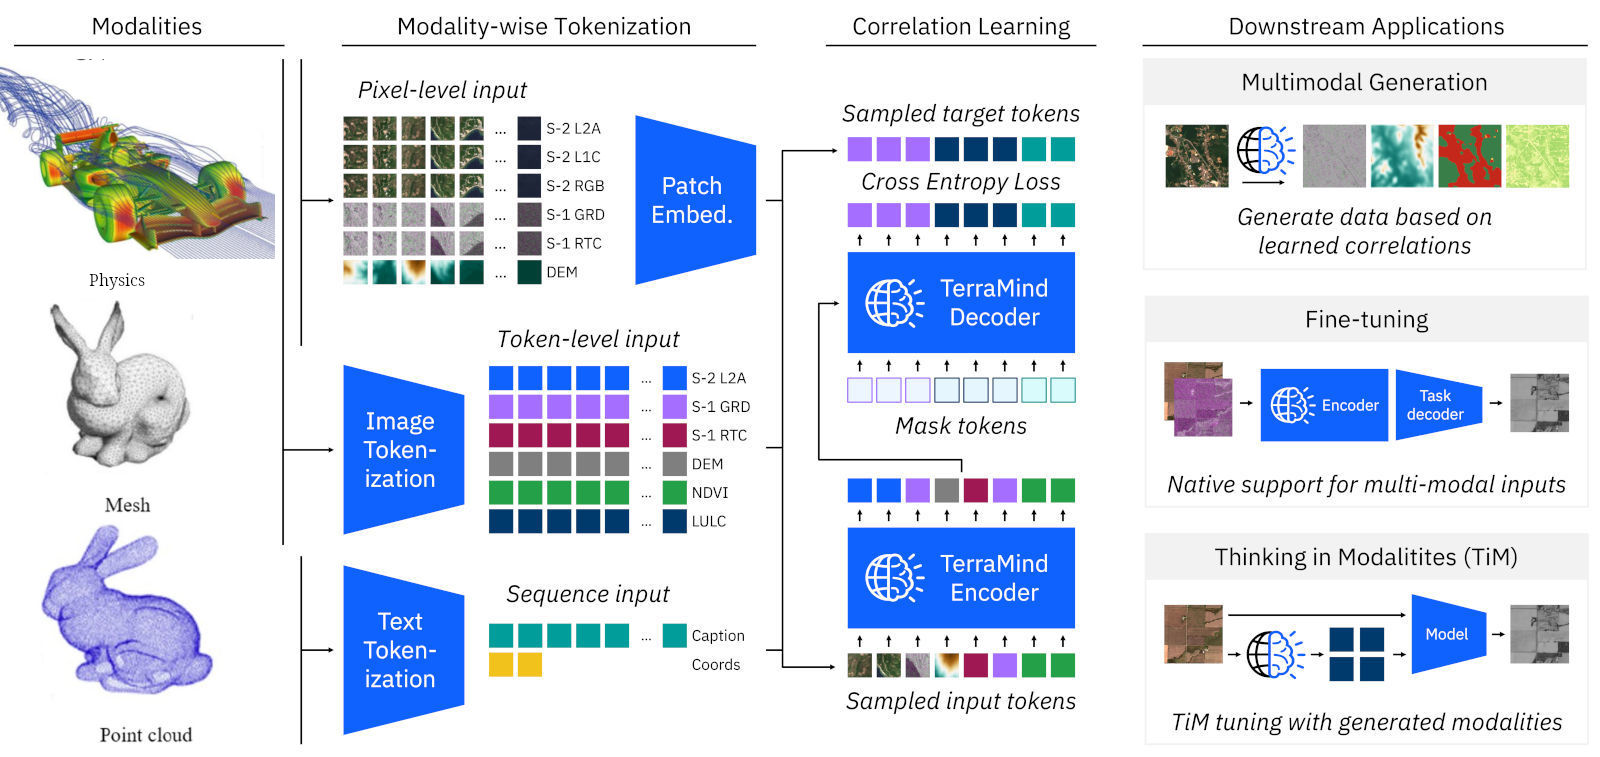 Modalities
Modality-wise Tokenization
Correlation Learning
Downstream Applications
Physics
Mesh
Point cloud
Pixel-level input
S-2 L2A
S-2 L1C
S-2 RGB
S-1 GRD
S-1 RTC
DEM
...
...
...
...
...
...
Patch
Embed.
Image
Token-
ization
Token-level input
S-2 L2A
S-1 GRD
S-1 RTC
DEM
NDVI
LULC
...
...
...
...
...
...
Text
Token-
ization
Sequence input
... Caption
Coords
Sampled target tokens
Cross Entropy Loss
TerraMind
Decoder
Mask tokens
TerraMind
Encoder
Sampled input tokens
Multimodal Generation
Generate data based on
learned correlations
Fine-tuning
Encoder
Task
decoder
Native support for multi-modal inputs
Thinking in Modalitites (TiM)
Model
TiM tuning with generated modalities